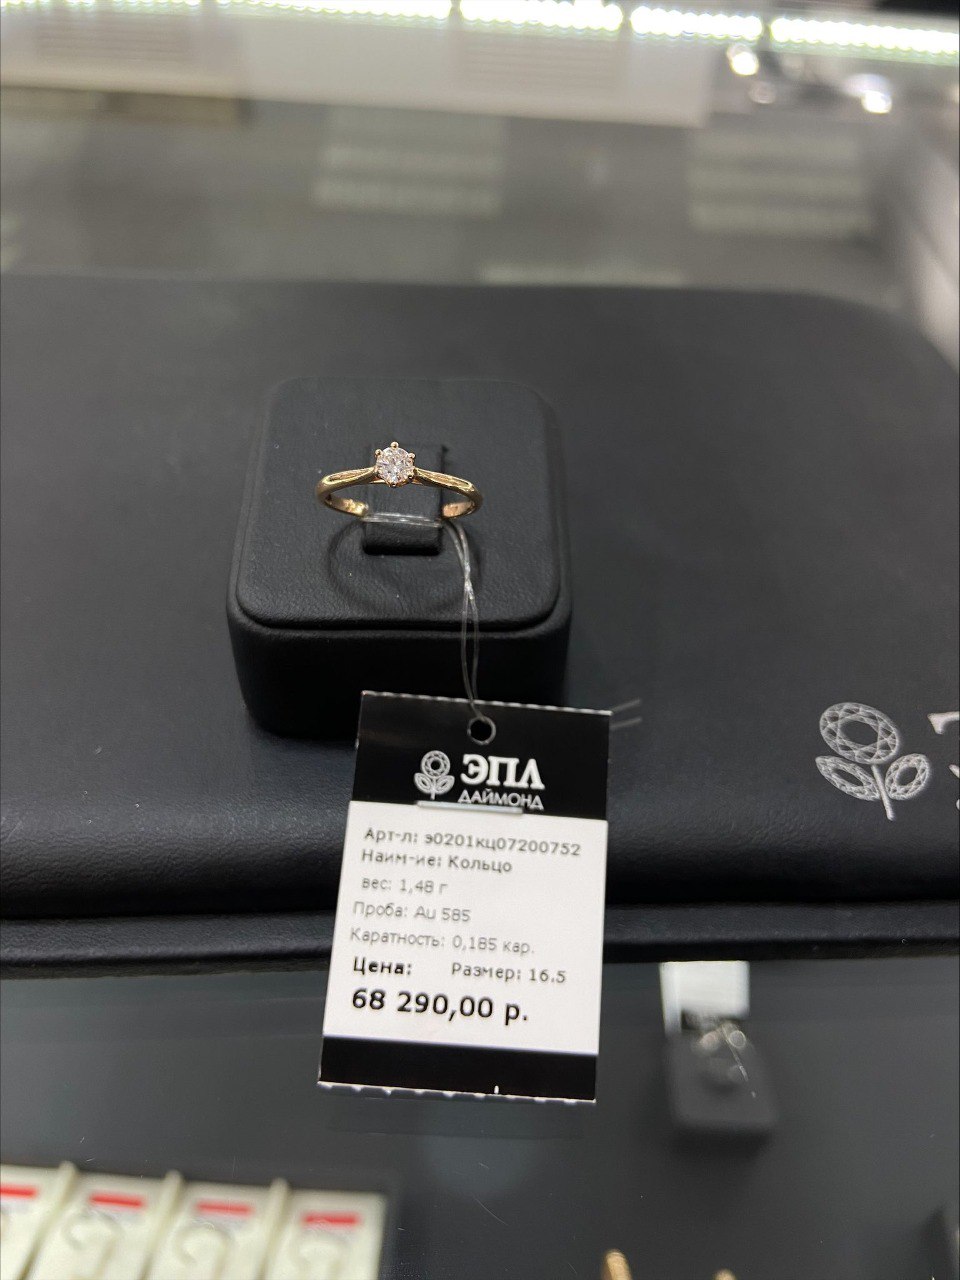 ЭПЛ
ДАЙМОНД
Арт-л: э0201кц07200752
Наим-ие: Кольцо
вес: 1,48 г
Проба: Au 585
Каратность: 0,185 кар.
Цена: Размер: 16.5
68 290,00 р.